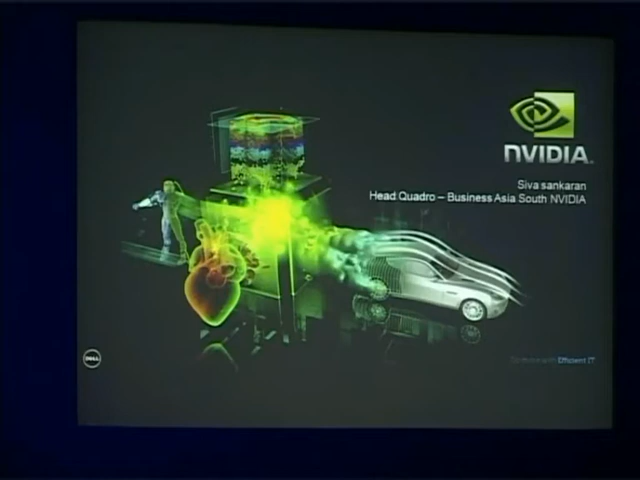 NVIDIA.
Siva sankaran
Head Quadro – Business Asia South NVIDIA
DELL
Efficient IT